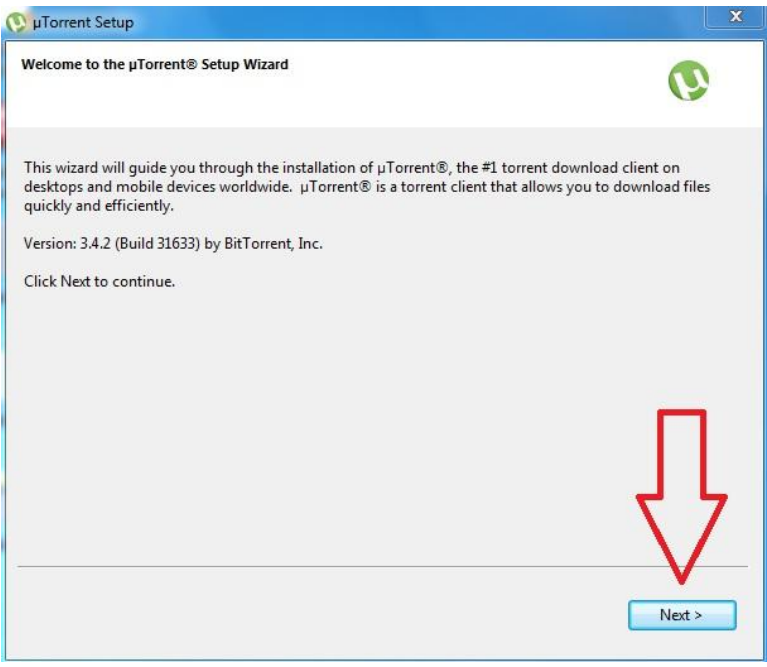 µTorrent Setup
Welcome to the µTorrent® Setup Wizard
This wizard will guide you through the installation of µTorrent®, the #1 torrent download client on
desktops and mobile devices worldwide.  µTorrent® is a torrent client that allows you to download files
quickly and efficiently.
Version: 3.4.2 (Build 31633) by BitTorrent, Inc.
Click Next to continue.
Next >